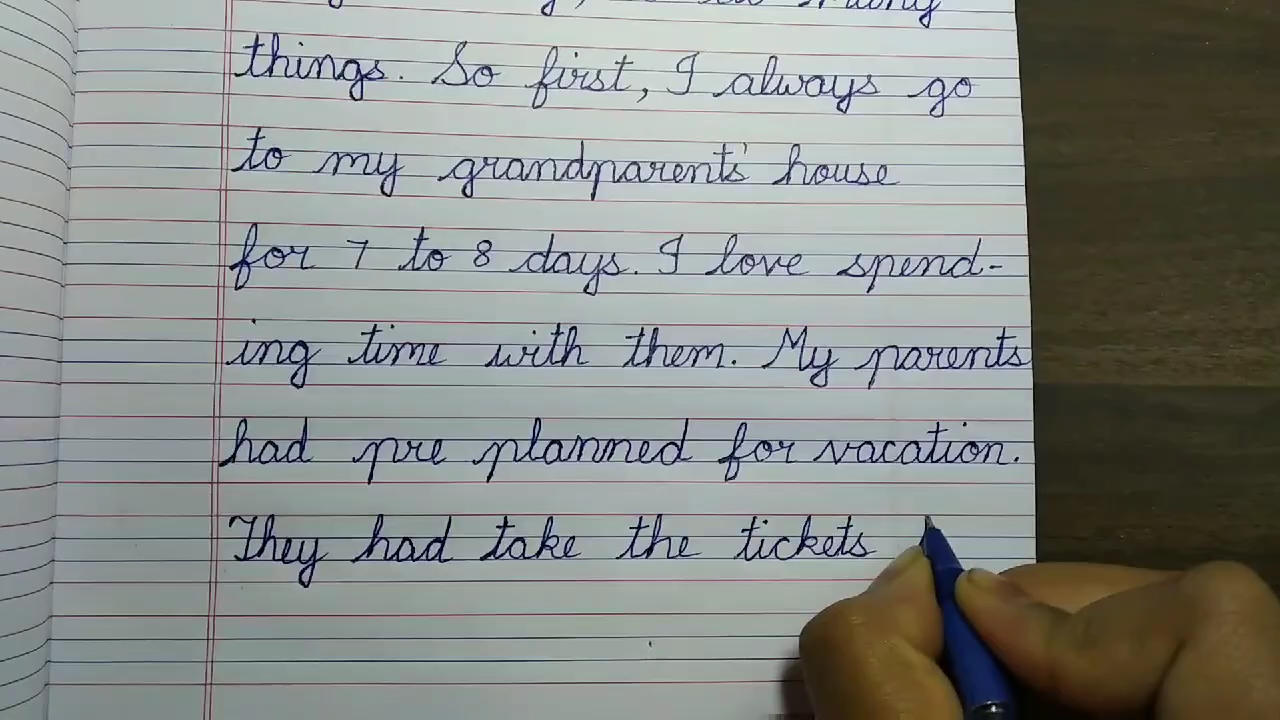 things. So first, I always go
to my grandparents' house
for 7 to 8 days. I love spend-
ing time with them. My parents
had pre planned for vacation.
They had take the tickets